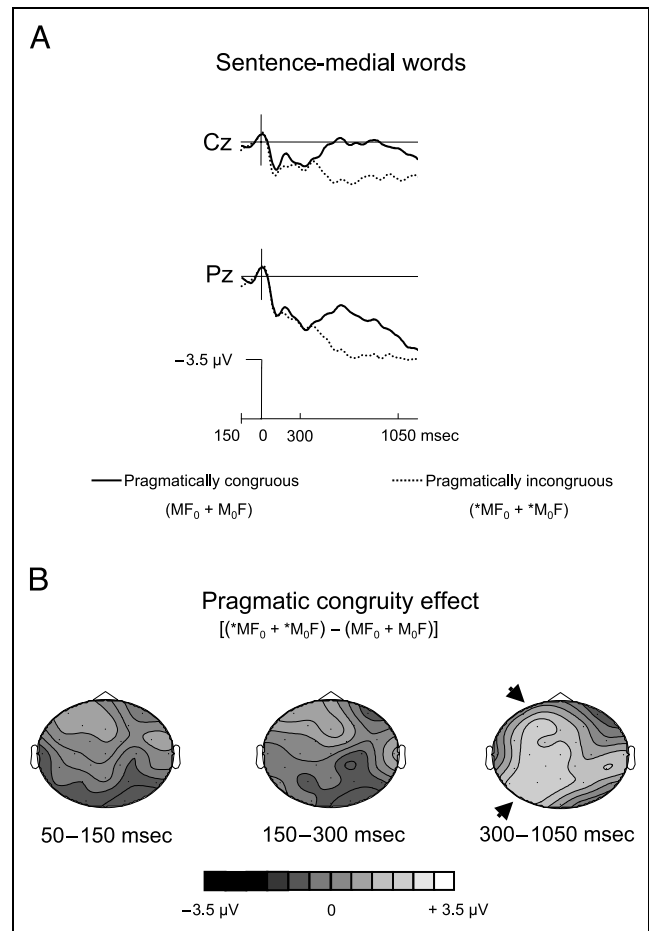 A
Sentence-medial words
Cz
Pz
−3.5 µV
150 0 300 1050 msec
Pragmatically congruous Pragmatically incongruous
(MF₀ + M₀F) (*MF₀ + *M₀F)
B
Pragmatic congruity effect
[(*MF₀ + *M₀F) − (MF₀ + M₀F)]
50−150 msec 150−300 msec 300−1050 msec
−3.5 µV 0 + 3.5 µV